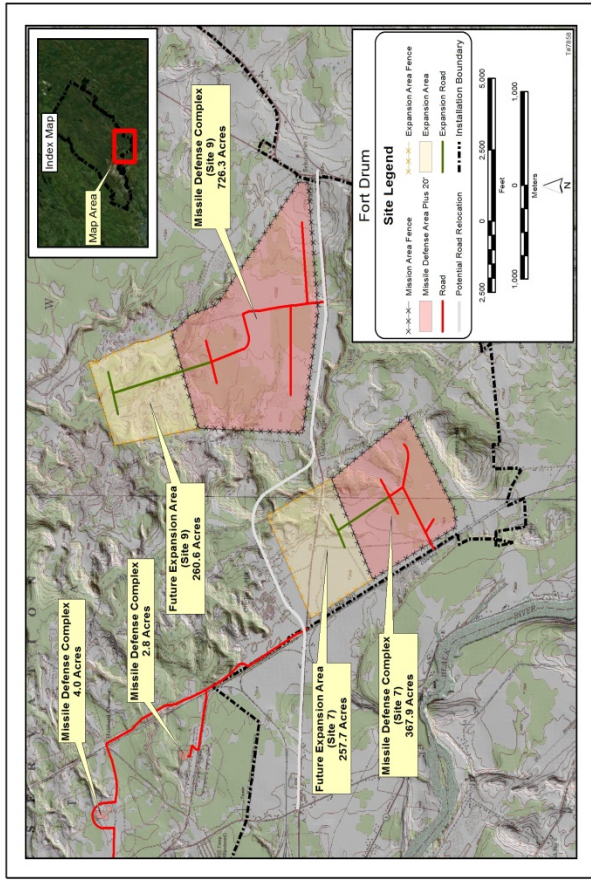 Index Map
Map Area
Missile Defense Complex
4.0 Acres
Missile Defense Complex
2.8 Acres
Future Expansion Area
(Site 9)
260.6 Acres
Missile Defense Complex
(Site 9)
726.3 Acres
Future Expansion Area
(Site 7)
257.7 Acres
Missile Defense Complex
(Site 7)
367.9 Acres
RIVER
Fort Drum
Site Legend
Mission Area Fence
Expansion Area Fence
Missile Defense Area Plus 20'
Expansion Area
Road
Expansion Road
Potential Road Relocation
Installation Boundary
2,500 0 2,500 5,000
Feet
1,000 0 1,000
Meters
N